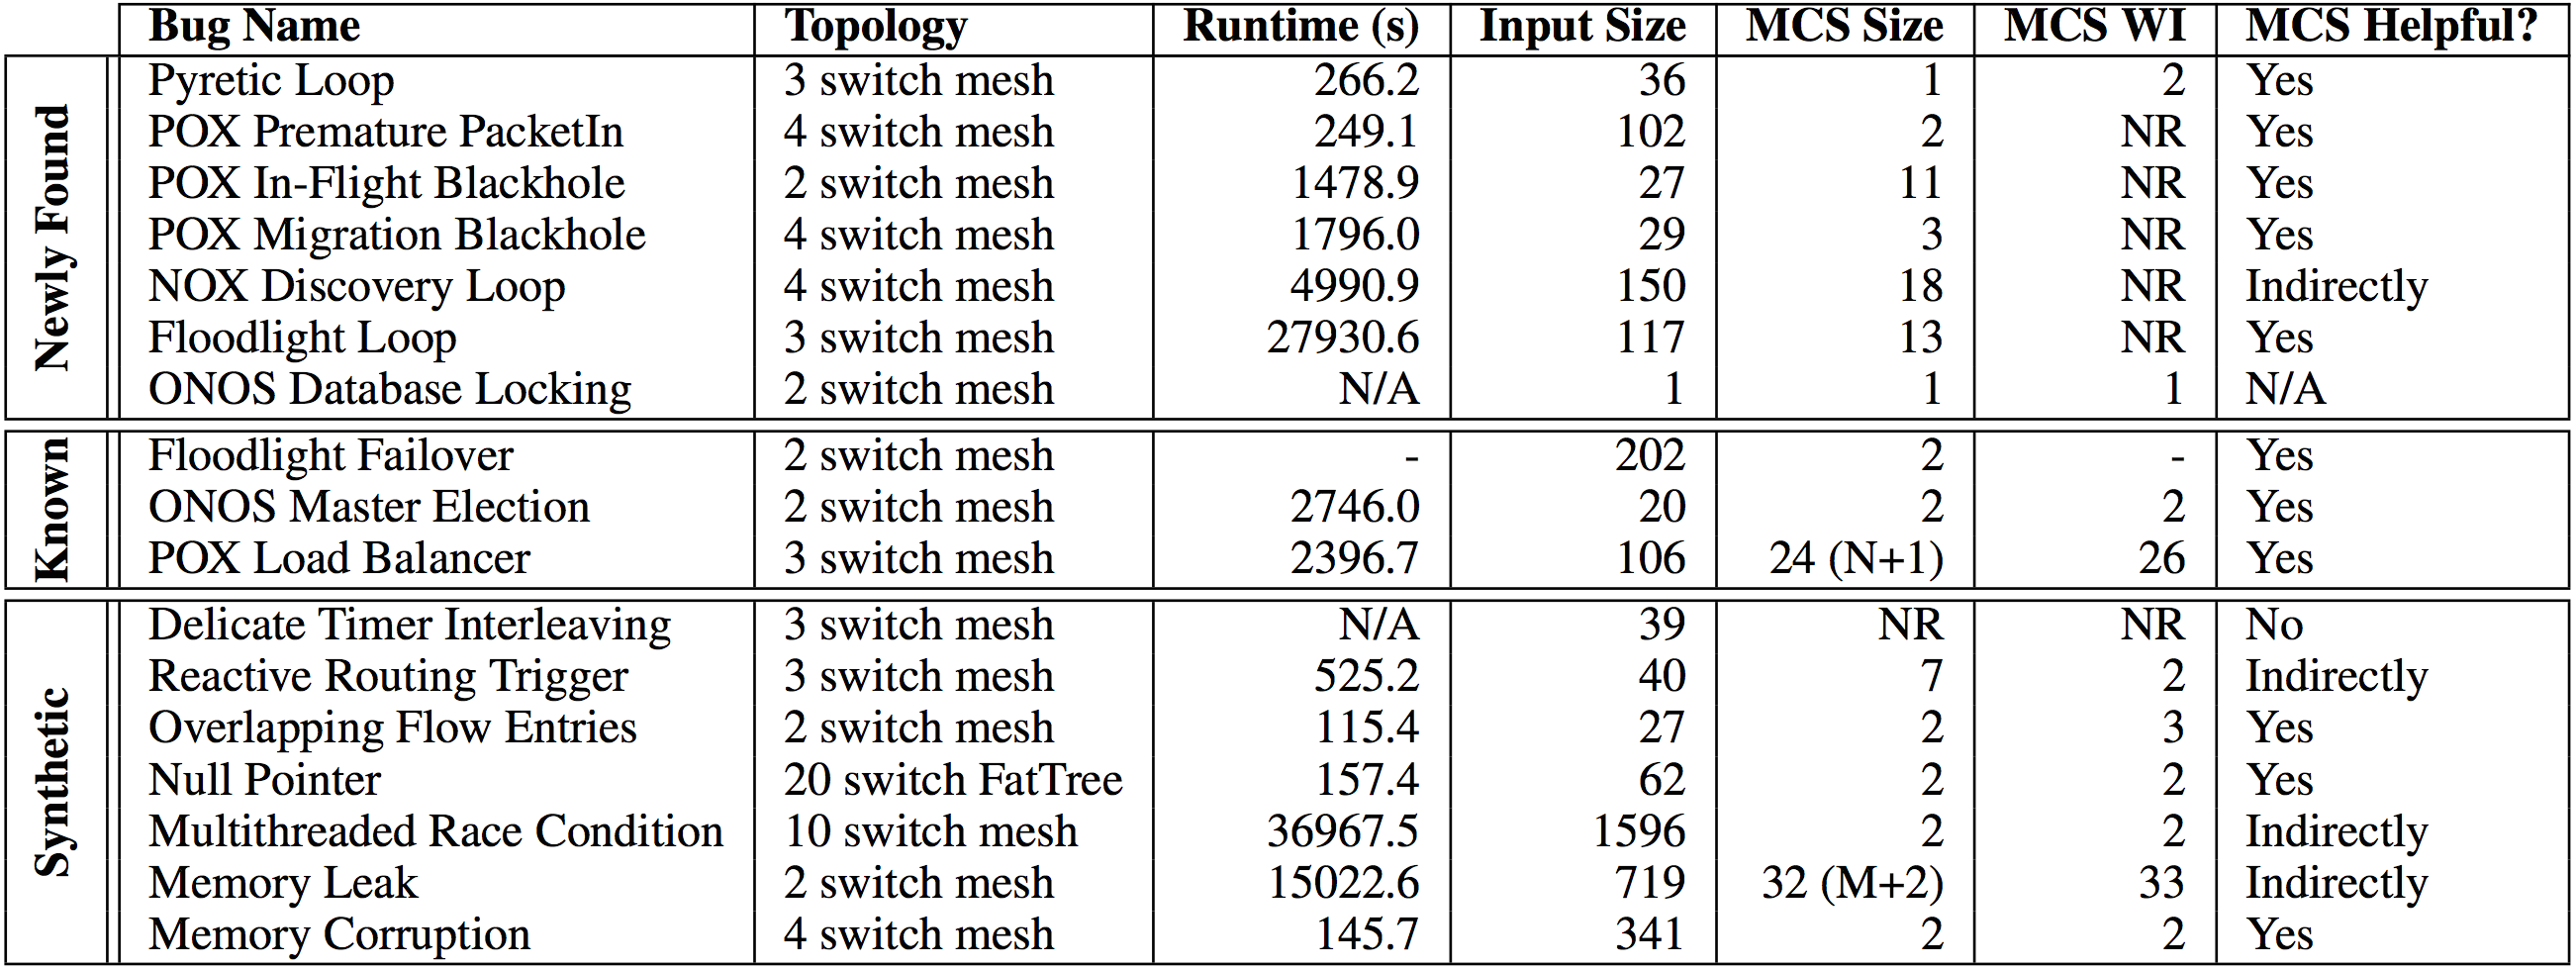 Bug Name Topology Runtime (s) Input Size MCS Size MCS WI MCS Helpful?
Newly Found
Pyretic Loop 3 switch mesh 266.2 36 1 2 Yes
POX Premature PacketIn 4 switch mesh 249.1 102 2 NR Yes
POX In-Flight Blackhole 2 switch mesh 1478.9 27 11 NR Yes
POX Migration Blackhole 4 switch mesh 1796.0 29 3 NR Yes
NOX Discovery Loop 4 switch mesh 4990.9 150 18 NR Indirectly
Floodlight Loop 3 switch mesh 27930.6 117 13 NR Yes
ONOS Database Locking 2 switch mesh N/A 1 1 1 N/A
Known
Floodlight Failover 2 switch mesh - 202 2 - Yes
ONOS Master Election 2 switch mesh 2746.0 20 2 2 Yes
POX Load Balancer 3 switch mesh 2396.7 106 24 (N+1) 26 Yes
Synthetic
Delicate Timer Interleaving 3 switch mesh N/A 39 NR NR No
Reactive Routing Trigger 3 switch mesh 525.2 40 7 2 Indirectly
Overlapping Flow Entries 2 switch mesh 115.4 27 2 3 Yes
Null Pointer 20 switch FatTree 157.4 62 2 2 Yes
Multithreaded Race Condition 10 switch mesh 36967.5 1596 2 2 Indirectly
Memory Leak 2 switch mesh 15022.6 719 32 (M+2) 33 Indirectly
Memory Corruption 4 switch mesh 145.7 341 2 2 Yes